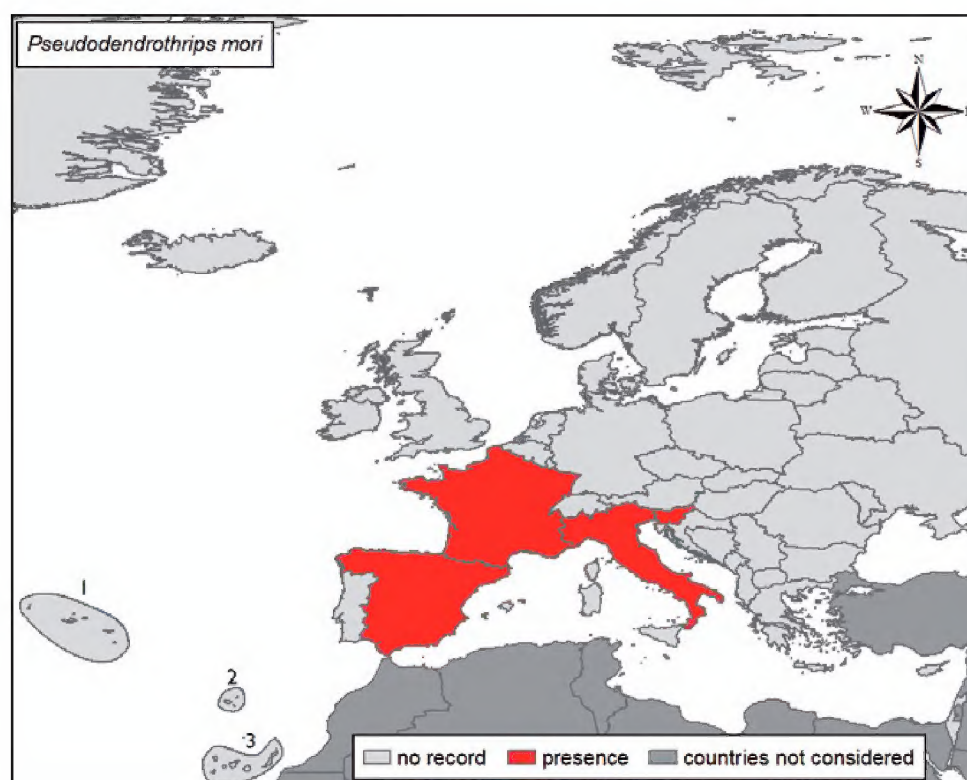 Pseudodendrothrips mori
N
W
S
1
2
3
no record presence countries not considered